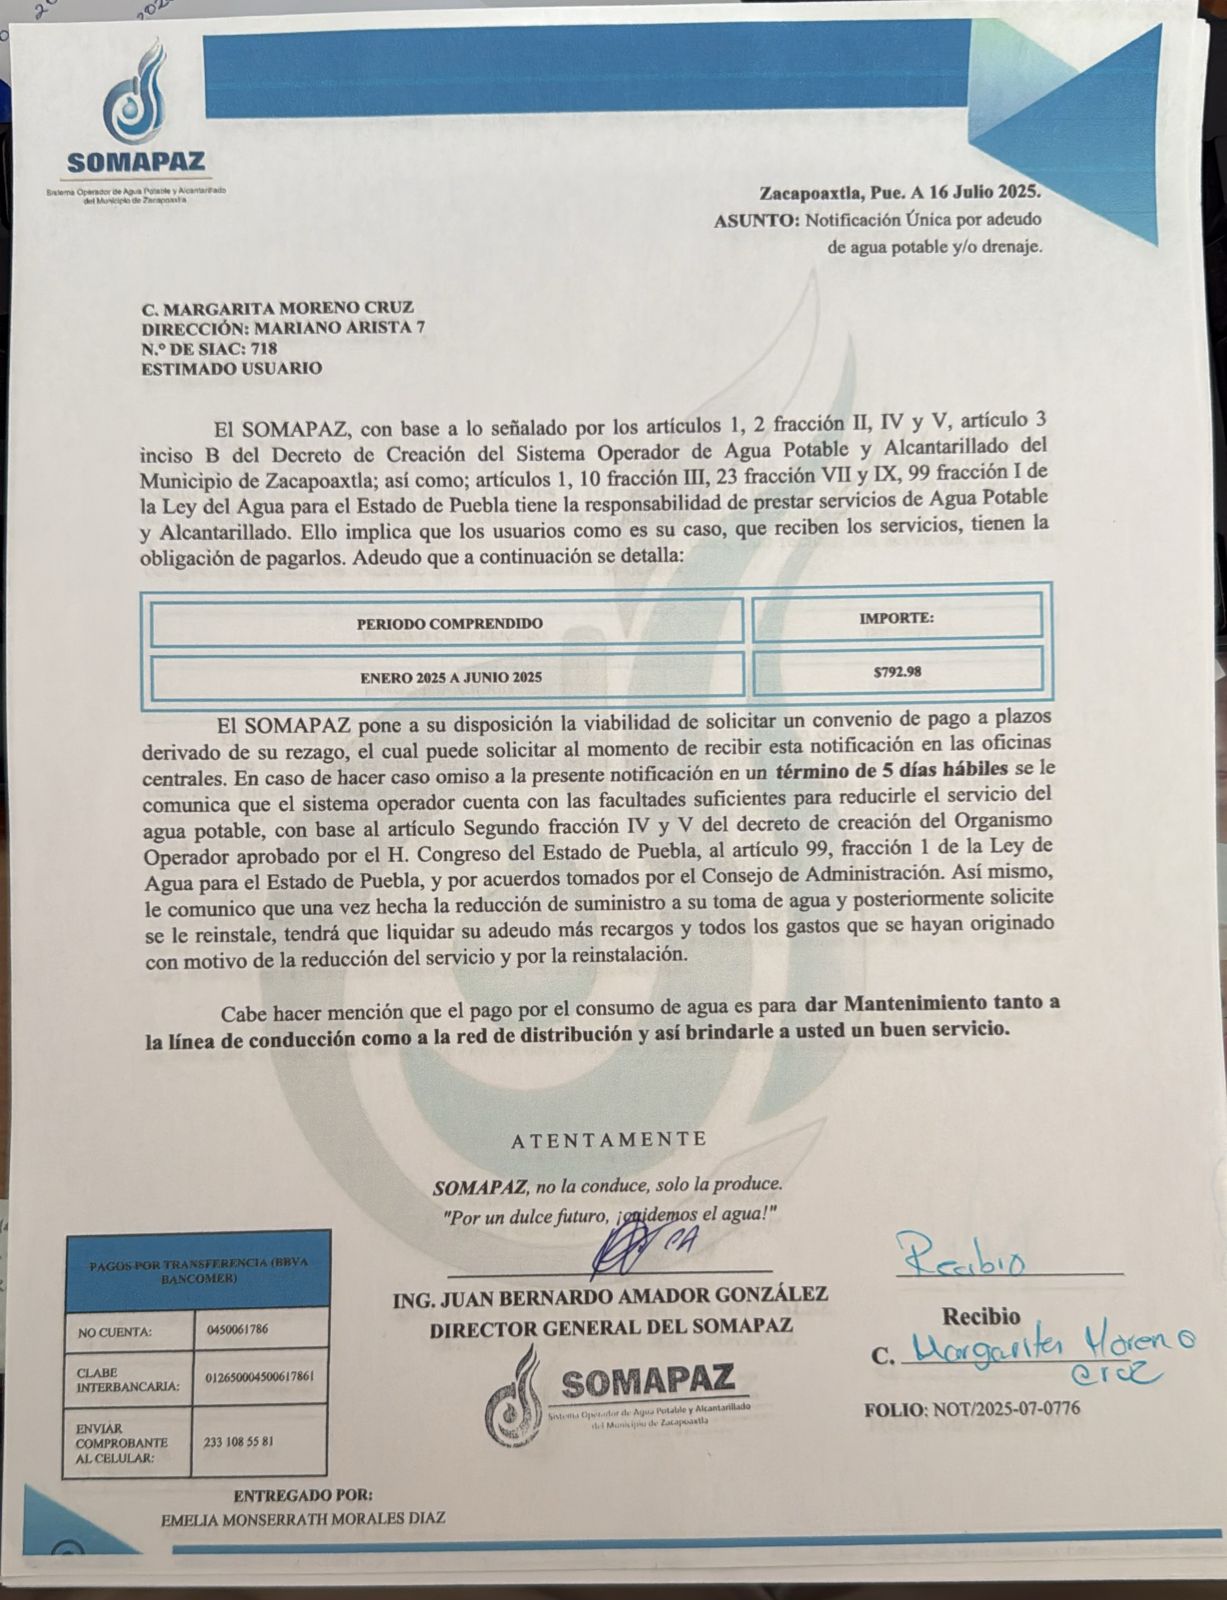 SOMAPAZ
Sistema Operador de Agua Potable y Alcantarillado
del Municipio de Zacapoaxtla
Zacapoaxtla, Pue. A 16 Julio 2025.
ASUNTO: Notificación Única por adeudo
de agua potable y/o drenaje.
C. MARGARITA MORENO CRUZ
DIRECCIÓN: MARIANO ARISTA 7
N.º DE SIAC: 718
ESTIMADO USUARIO
El SOMAPAZ, con base a lo señalado por los artículos 1, 2 fracción II, IV y V, artículo 3
inciso B del Decreto de Creación del Sistema Operador de Agua Potable y Alcantarillado del
Municipio de Zacapoaxtla; así como; artículos 1, 10 fracción III, 23 fracción VII y IX, 99 fracción I de
la Ley del Agua para el Estado de Puebla tiene la responsabilidad de prestar servicios de Agua Potable
y Alcantarillado. Ello implica que los usuarios como es su caso, que reciben los servicios, tienen la
obligación de pagarlos. Adeudo que a continuación se detalla:
PERIODO COMPRENDIDO
IMPORTE:
ENERO 2025 A JUNIO 2025
$792.98
El SOMAPAZ pone a su disposición la viabilidad de solicitar un convenio de pago a plazos
derivado de su rezago, el cual puede solicitar al momento de recibir esta notificación en las oficinas
centrales. En caso de hacer caso omiso a la presente notificación en un término de 5 días hábiles se le
comunica que el sistema operador cuenta con las facultades suficientes para reducirle el servicio del
agua potable, con base al artículo Segundo fracción IV y V del decreto de creación del Organismo
Operador aprobado por el H. Congreso del Estado de Puebla, al artículo 99, fracción 1 de la Ley de
Agua para el Estado de Puebla, y por acuerdos tomados por el Consejo de Administración. Así mismo,
le comunico que una vez hecha la reducción de suministro a su toma de agua y posteriormente solicite
se le reinstale, tendrá que liquidar su adeudo más recargos y todos los gastos que se hayan originado
con motivo de la reducción del servicio y por la reinstalación.
Cabe hacer mención que el pago por el consumo de agua es para dar Mantenimiento tanto a
la línea de conducción como a la red de distribución y así brindarle a usted un buen servicio.
ATENTAMENTE
SOMAPAZ, no la conduce, solo la produce.
"Por un dulce futuro, ¡cuidemos el agua!"
ING. JUAN BERNARDO AMADOR GONZÁLEZ
DIRECTOR GENERAL DEL SOMAPAZ
SOMAPAZ
Sistema Operador de Agua Potable y Alcantarillado
del Municipio de Zacapoaxtla
Recibio
Recibio
C. Margarita Moreno
Cruz
FOLIO: NOT/2025-07-0776
PAGOS POR TRANSFERENCIA (BBVA
BANCOMER)
NO CUENTA:
0450061786
CLABE
INTERBANCARIA:
012650004500617861
ENVIAR
COMPROBANTE
AL CELULAR:
233 108 55 81
ENTREGADO POR:
EMELIA MONSERRATH MORALES DIAZ